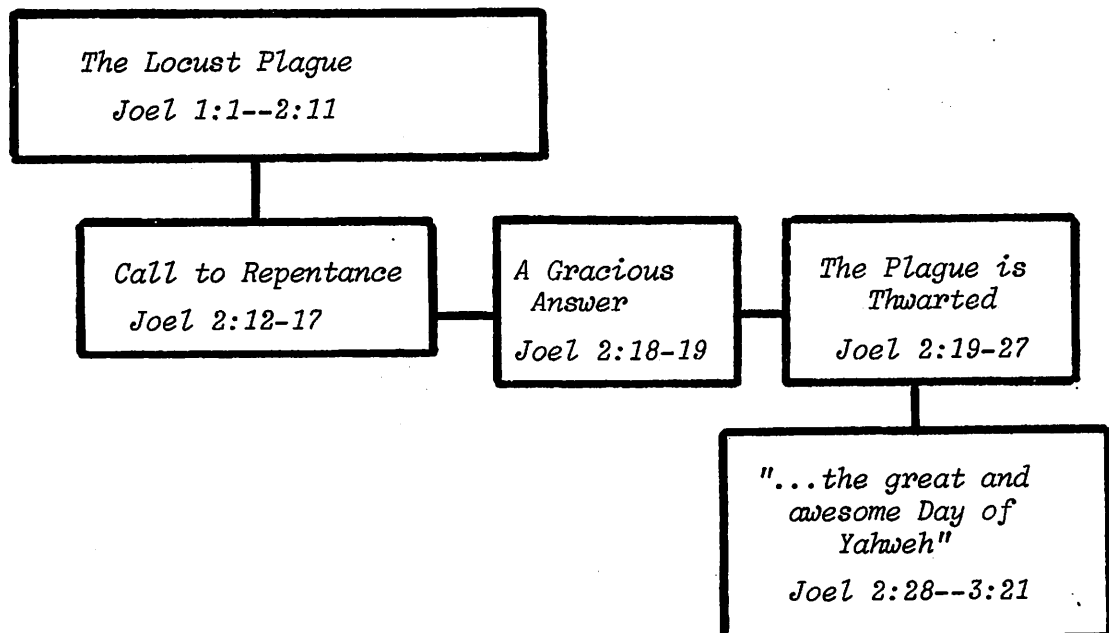 The Locust Plague
Joel 1:1--2:11
Call to Repentance
Joel 2:12-17
A Gracious
Answer
Joel 2:18-19
The Plague is
Thwarted
Joel 2:19-27
"...the great and
awesome Day of
Yahweh"
Joel 2:28--3:21